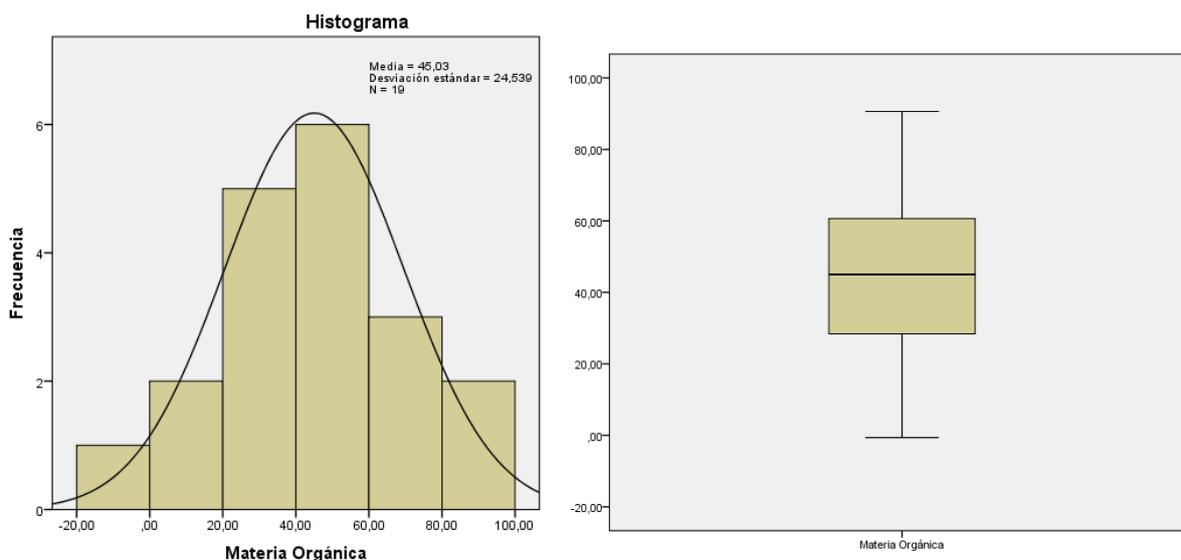 Histograma
Media = 45,03
Desviación estándar = 24,539
N = 19
Frecuencia
6
4
2
0
-20,00 ,00 20,00 40,00 60,00 80,00 100,00
Materia Orgánica
100,00
80,00
60,00
40,00
20,00
,00
-20,00
Materia Orgánica